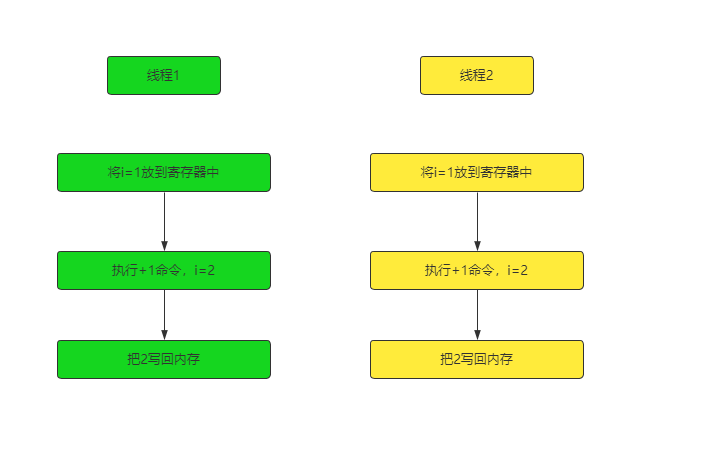 线程1
线程2
将i=1放到寄存器中
将i=1放到寄存器中
执行+1命令，i=2
执行+1命令，i=2
把2写回内存
把2写回内存